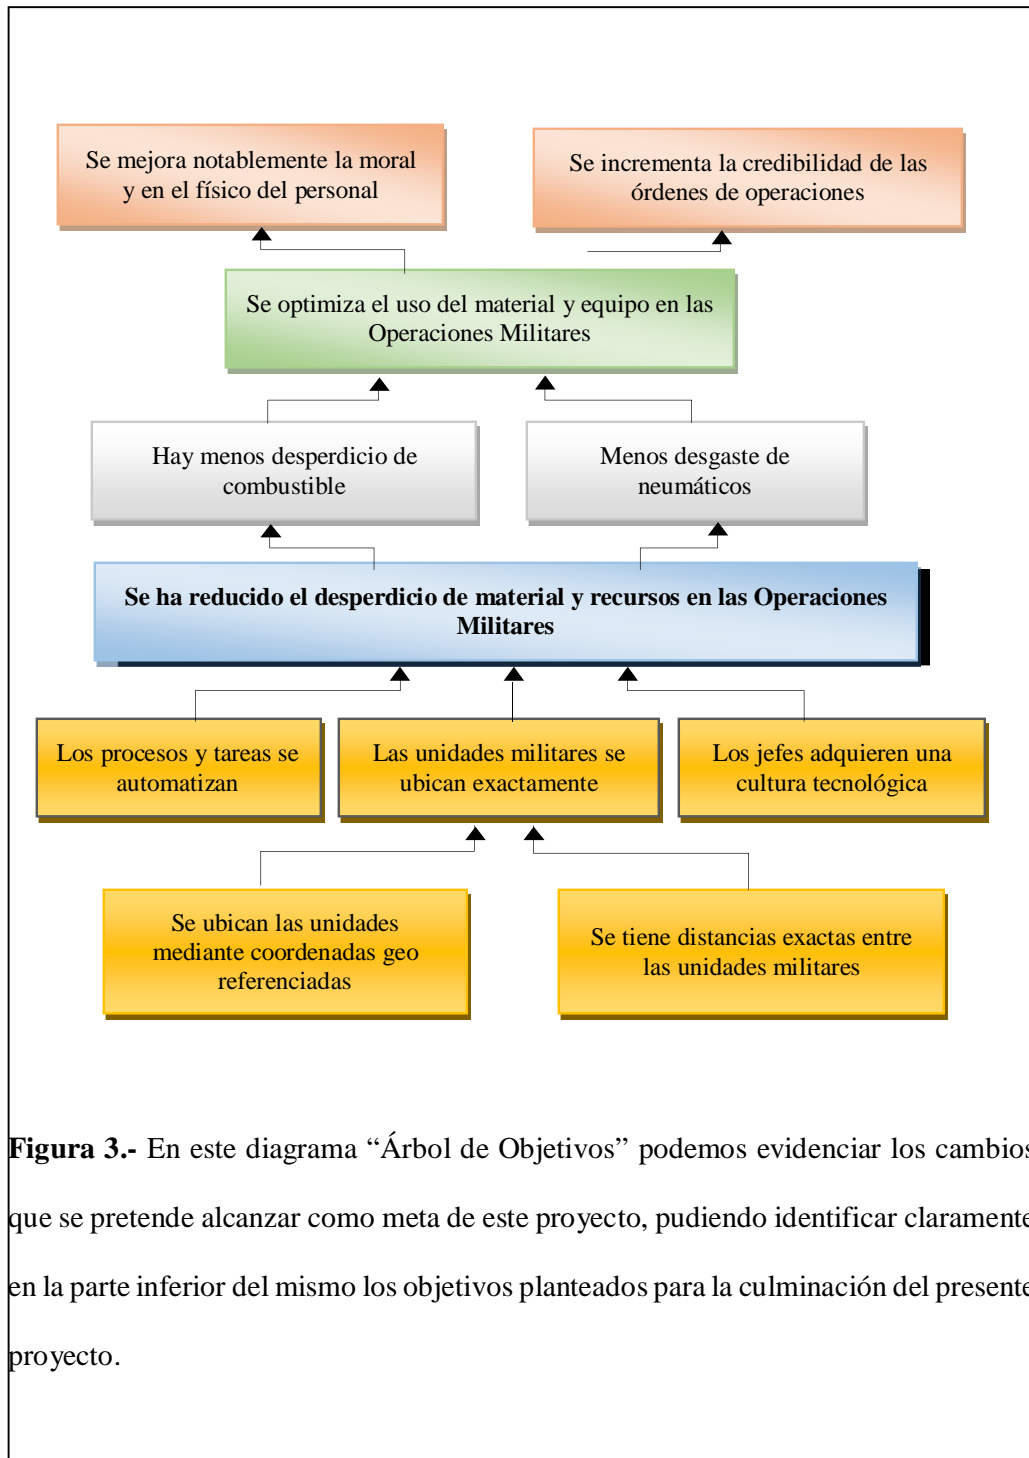 Se mejora notablemente la moral
y en el físico del personal
Se incrementa la credibilidad de las
órdenes de operaciones
Se optimiza el uso del material y equipo en las
Operaciones Militares
Hay menos desperdicio de
combustible
Menos desgaste de
neumáticos
Se ha reducido el desperdicio de material y recursos en las Operaciones
Militares
Los procesos y tareas se
automatizan
Las unidades militares se
ubican exactamente
Los jefes adquieren una
cultura tecnológica
Se ubican las unidades
mediante coordenadas geo
referenciadas
Se tiene distancias exactas entre
las unidades militares
Figura 3.- En este diagrama “Árbol de Objetivos” podemos evidenciar los cambios
que se pretende alcanzar como meta de este proyecto, pudiendo identificar claramente
en la parte inferior del mismo los objetivos planteados para la culminación del presente
proyecto.